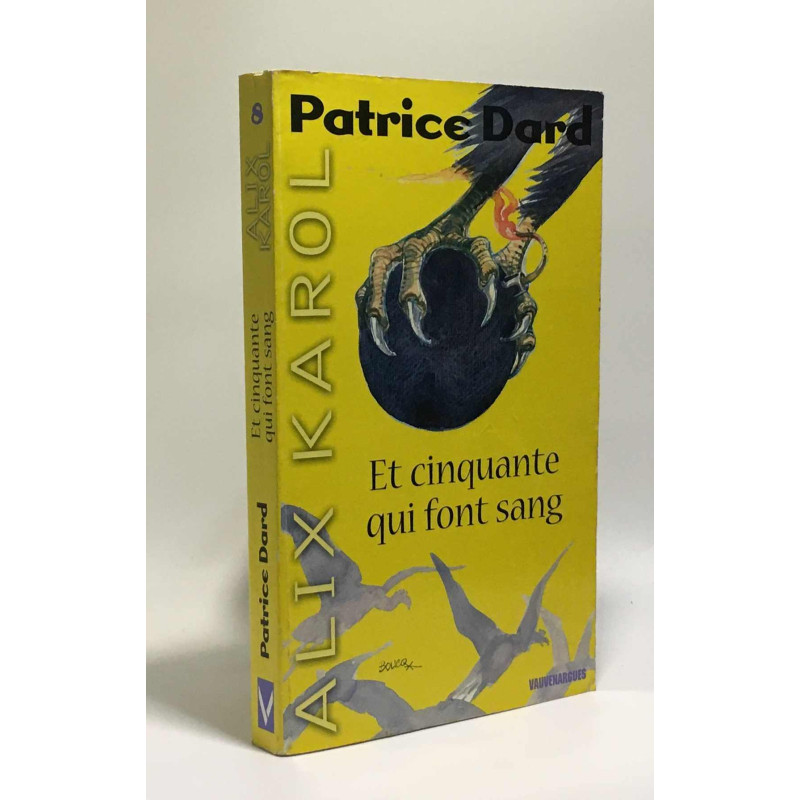 Patrice Dard
ALIX KAROL
Et cinquante
qui font sang
BOUCQ
VAUVENARGUES
8
ALIX
KAROL
Et cinquante
qui font sang
Patrice Dard
V